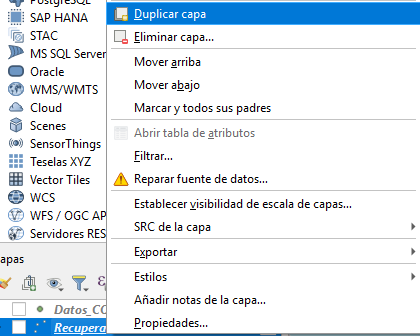 PostgreSQL
SAP HANA
STAC
MS SQL Server
Oracle
WMS/WMTS
Cloud
Scenes
SensorThings
Teselas XYZ
Vector Tiles
WCS
WFS / OGC AP
Servidores RES
apas
Datos_CO
Recupera
Duplicar capa
Eliminar capa...
Mover arriba
Mover abajo
Marcar y todos sus padres
Abrir tabla de atributos
Filtrar...
Reparar fuente de datos...
Establecer visibilidad de escala de capas...
SRC de la capa
Exportar
Estilos
Añadir notas de la capa...
Propiedades...